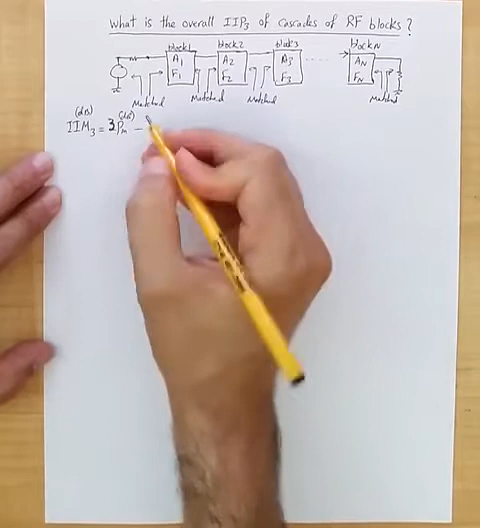 What is the overall IIP3 of cascades of RF blocks?
block1 block2 block3 blockN
A1 A2 A3 AN
F1 F2 F3 FN
Matched Matched Matched Matched
(dB) (dB)
IIM3 = 3Pin −